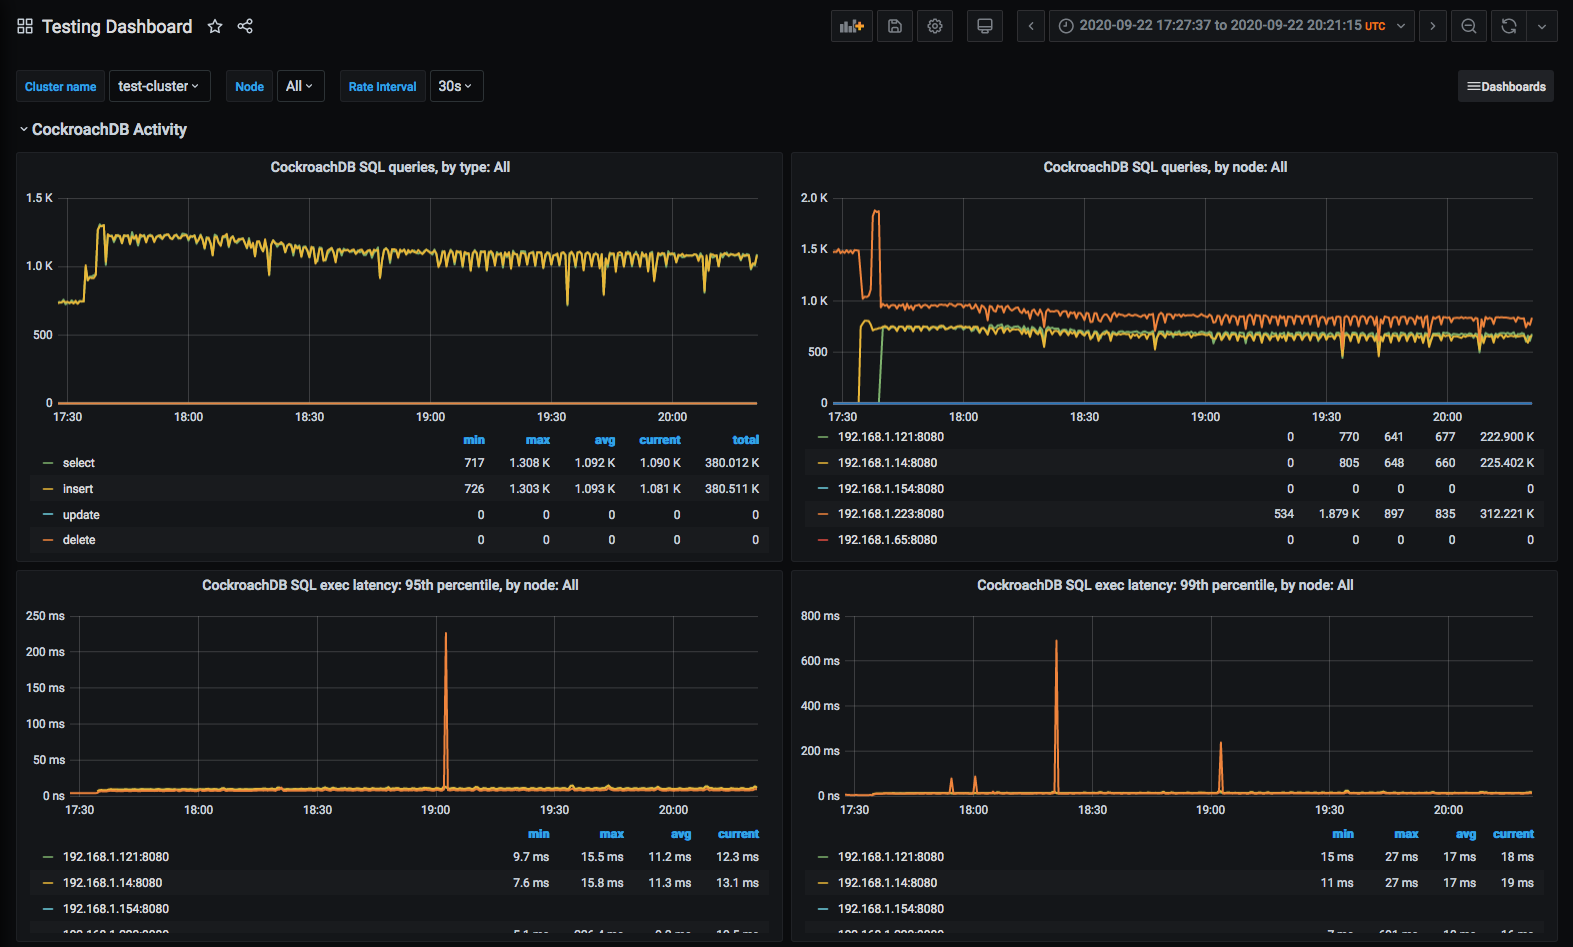 Testing Dashboard
2020-09-22 17:27:37 to 2020-09-22 20:21:15 UTC
Cluster name test-cluster Node All Rate Interval 30s Dashboards
CockroachDB Activity
CockroachDB SQL queries, by type: All
1.5 K
1.0 K
500
0
17:30 18:00 18:30 19:00 19:30 20:00
min max avg current total
select 717 1.308 K 1.092 K 1.090 K 380.012 K
insert 726 1.303 K 1.093 K 1.081 K 380.511 K
update 0 0 0 0 0
delete 0 0 0 0 0
CockroachDB SQL queries, by node: All
2.0 K
1.5 K
1.0 K
500
0
17:30 18:00 18:30 19:00 19:30 20:00
192.168.1.121:8080 0 770 641 677 222.900 K
192.168.1.14:8080 0 805 648 660 225.402 K
192.168.1.154:8080 0 0 0 0 0
192.168.1.223:8080 534 1.879 K 897 835 312.221 K
192.168.1.65:8080 0 0 0 0 0
CockroachDB SQL exec latency: 95th percentile, by node: All
250 ms
200 ms
150 ms
100 ms
50 ms
0 ns
17:30 18:00 18:30 19:00 19:30 20:00
min max avg current
192.168.1.121:8080 9.7 ms 15.5 ms 11.2 ms 12.3 ms
192.168.1.14:8080 7.6 ms 15.8 ms 11.3 ms 13.1 ms
192.168.1.154:8080
CockroachDB SQL exec latency: 99th percentile, by node: All
800 ms
600 ms
400 ms
200 ms
0 ns
17:30 18:00 18:30 19:00 19:30 20:00
min max avg current
192.168.1.121:8080 15 ms 27 ms 17 ms 18 ms
192.168.1.14:8080 11 ms 27 ms 17 ms 19 ms
192.168.1.154:8080